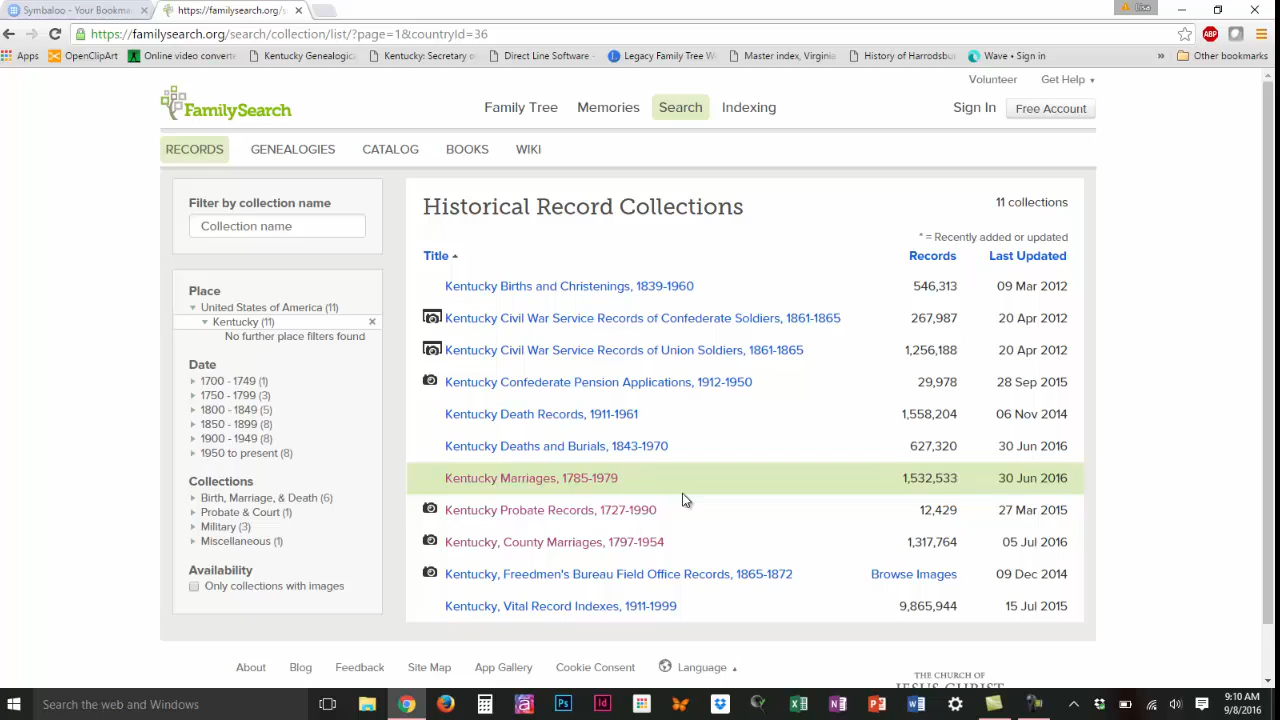 Symbaloo - Your Bookma
https://familysearch.org/s
Lisa
https://familysearch.org/search/collection/list/?page=1&countryId=36
ABP
Apps
OpenClipArt
Online video converte
Kentucky Genealogica
Kentucky: Secretary o
Direct Line Software:
Legacy Family Tree W
Master index, Virginia
History of Harrodsbu
Wave • Sign in
»
Other bookmarks
Volunteer
Get Help
FamilySearch
Family Tree
Memories
Search
Indexing
Sign In
Free Account
RECORDS
GENEALOGIES
CATALOG
BOOKS
WIKI
Filter by collection name
Collection name
Place
United States of America (11)
Kentucky (11)
No further place filters found
Date
1700 - 1749 (1)
1750 - 1799 (3)
1800 - 1849 (5)
1850 - 1899 (8)
1900 - 1949 (8)
1950 to present (8)
Collections
Birth, Marriage, & Death (6)
Probate & Court (1)
Military (3)
Miscellaneous (1)
Availability
Only collections with images
Historical Record Collections
11 collections
* = Recently added or updated
Title Records Last Updated
Kentucky Births and Christenings, 1839-1960 546,313 09 Mar 2012
Kentucky Civil War Service Records of Confederate Soldiers, 1861-1865 267,987 20 Apr 2012
Kentucky Civil War Service Records of Union Soldiers, 1861-1865 1,256,188 20 Apr 2012
Kentucky Confederate Pension Applications, 1912-1950 29,978 28 Sep 2015
Kentucky Death Records, 1911-1961 1,558,204 06 Nov 2014
Kentucky Deaths and Burials, 1843-1970 627,320 30 Jun 2016
Kentucky Marriages, 1785-1979 1,532,533 30 Jun 2016
Kentucky Probate Records, 1727-1990 12,429 27 Mar 2015
Kentucky, County Marriages, 1797-1954 1,317,764 05 Jul 2016
Kentucky, Freedmen's Bureau Field Office Records, 1865-1872 Browse Images 09 Dec 2014
Kentucky, Vital Record Indexes, 1911-1999 9,865,944 15 Jul 2015
About
Blog
Feedback
Site Map
App Gallery
Cookie Consent
Language
THE CHURCH OF
JESUS CHRIST
Search the web and Windows
9:10 AM
9/8/2016